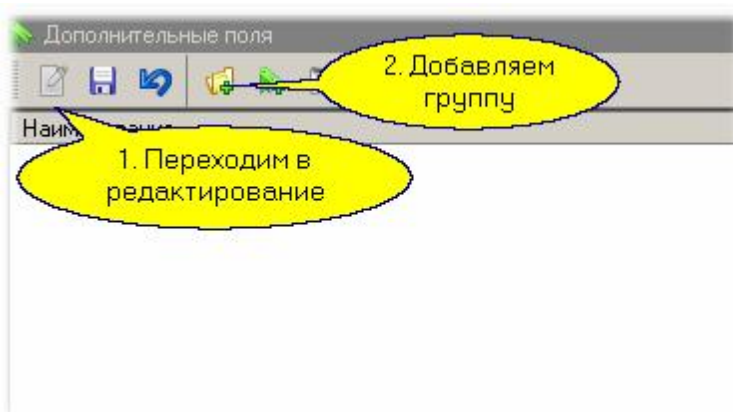 Дополнительные поля
2. Добавляем
группу
1. Переходим в
редактирование